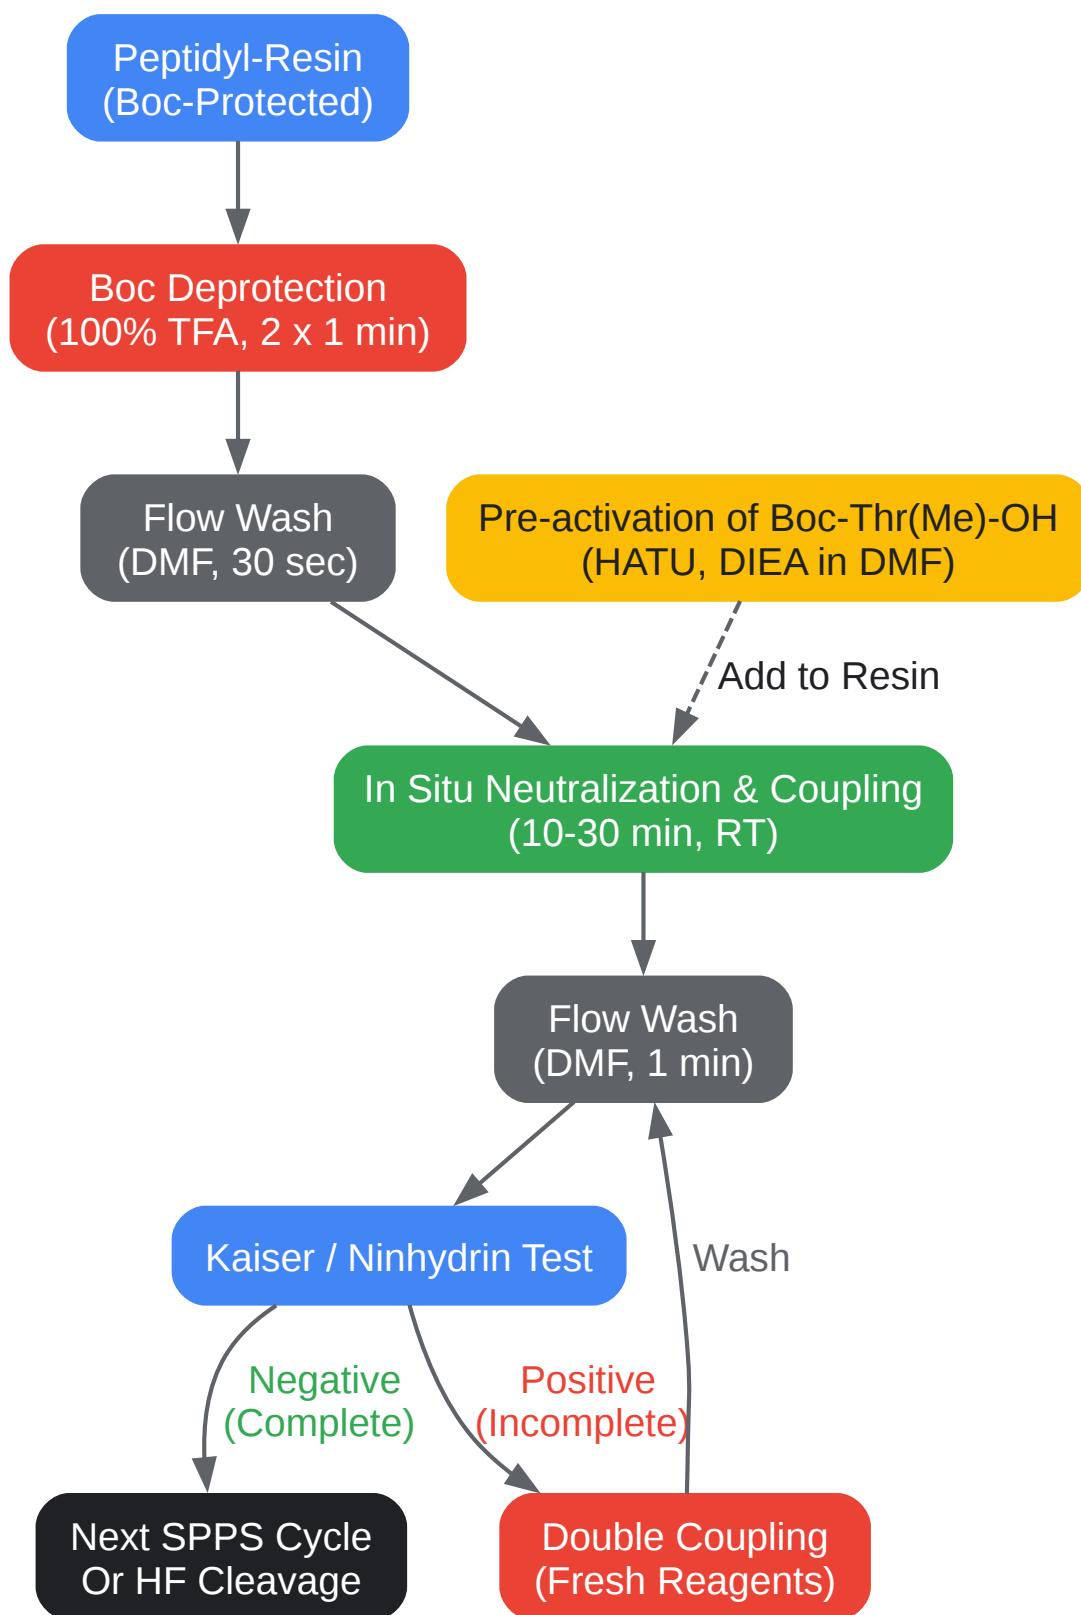 Peptidyl-Resin
(Boc-Protected)
Boc Deprotection
(100% TFA, 2 x 1 min)
Flow Wash
(DMF, 30 sec)
Pre-activation of Boc-Thr(Me)-OH
(HATU, DIEA in DMF)
Add to Resin
In Situ Neutralization & Coupling
(10-30 min, RT)
Flow Wash
(DMF, 1 min)
Kaiser / Ninhydrin Test
Wash
Negative
(Complete)
Positive
(Incomplete)
Next SPPS Cycle
Or HF Cleavage
Double Coupling
(Fresh Reagents)